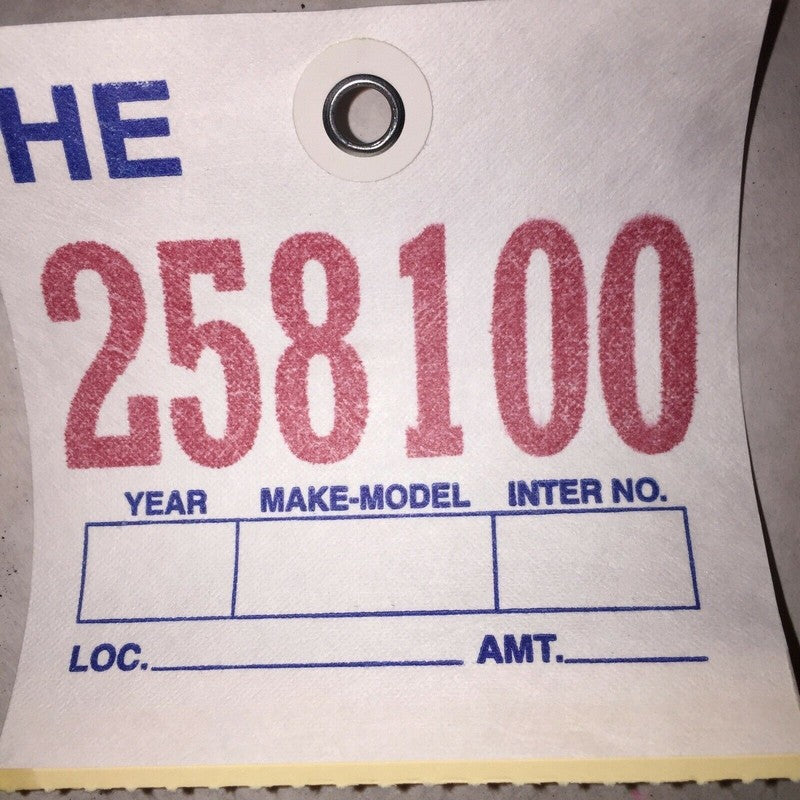 HE
258100
YEAR MAKE-MODEL INTER NO.
LOC. AMT.